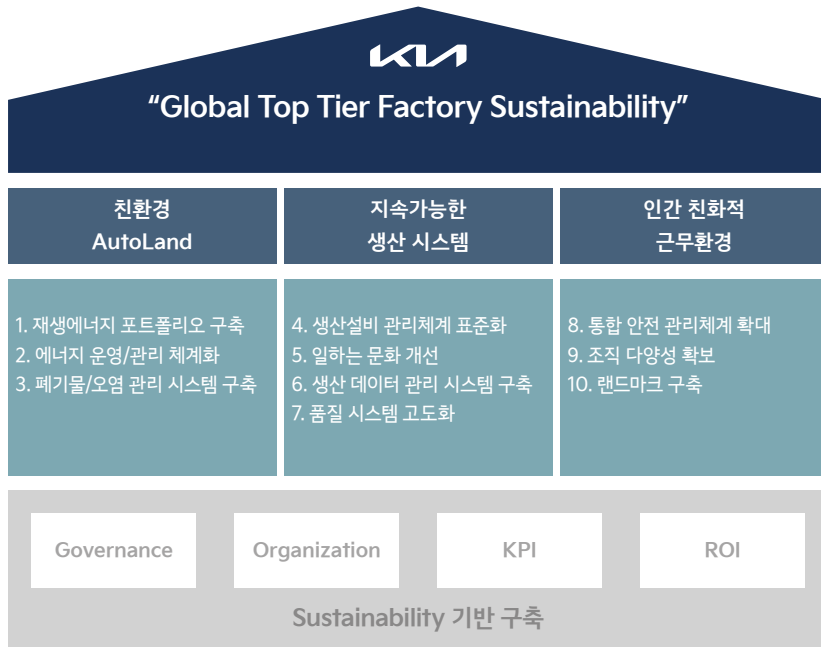 KIA
“Global Top Tier Factory Sustainability”
친환경
AutoLand
지속가능한
생산 시스템
인간 친화적
근무환경
1. 재생에너지 포트폴리오 구축
2. 에너지 운영/관리 체계화
3. 폐기물/오염 관리 시스템 구축
4. 생산설비 관리체계 표준화
5. 일하는 문화 개선
6. 생산 데이터 관리 시스템 구축
7. 품질 시스템 고도화
8. 통합 안전 관리체계 확대
9. 조직 다양성 확보
10. 랜드마크 구축
Governance
Organization
KPI
ROI
Sustainability 기반 구축